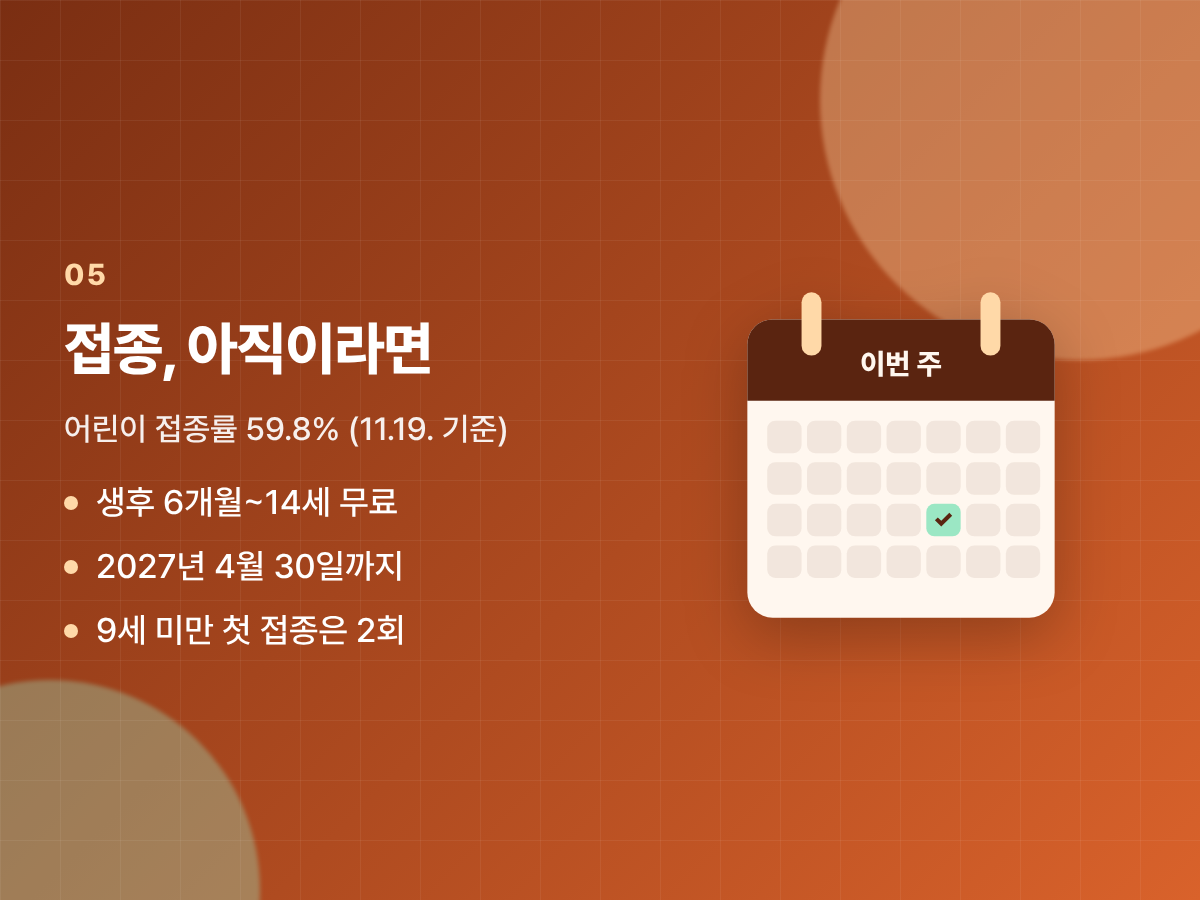 05
접종, 아직이라면
어린이 접종률 59.8% (11.19. 기준)
생후 6개월~14세 무료
2027년 4월 30일까지
9세 미만 첫 접종은 2회
이번 주